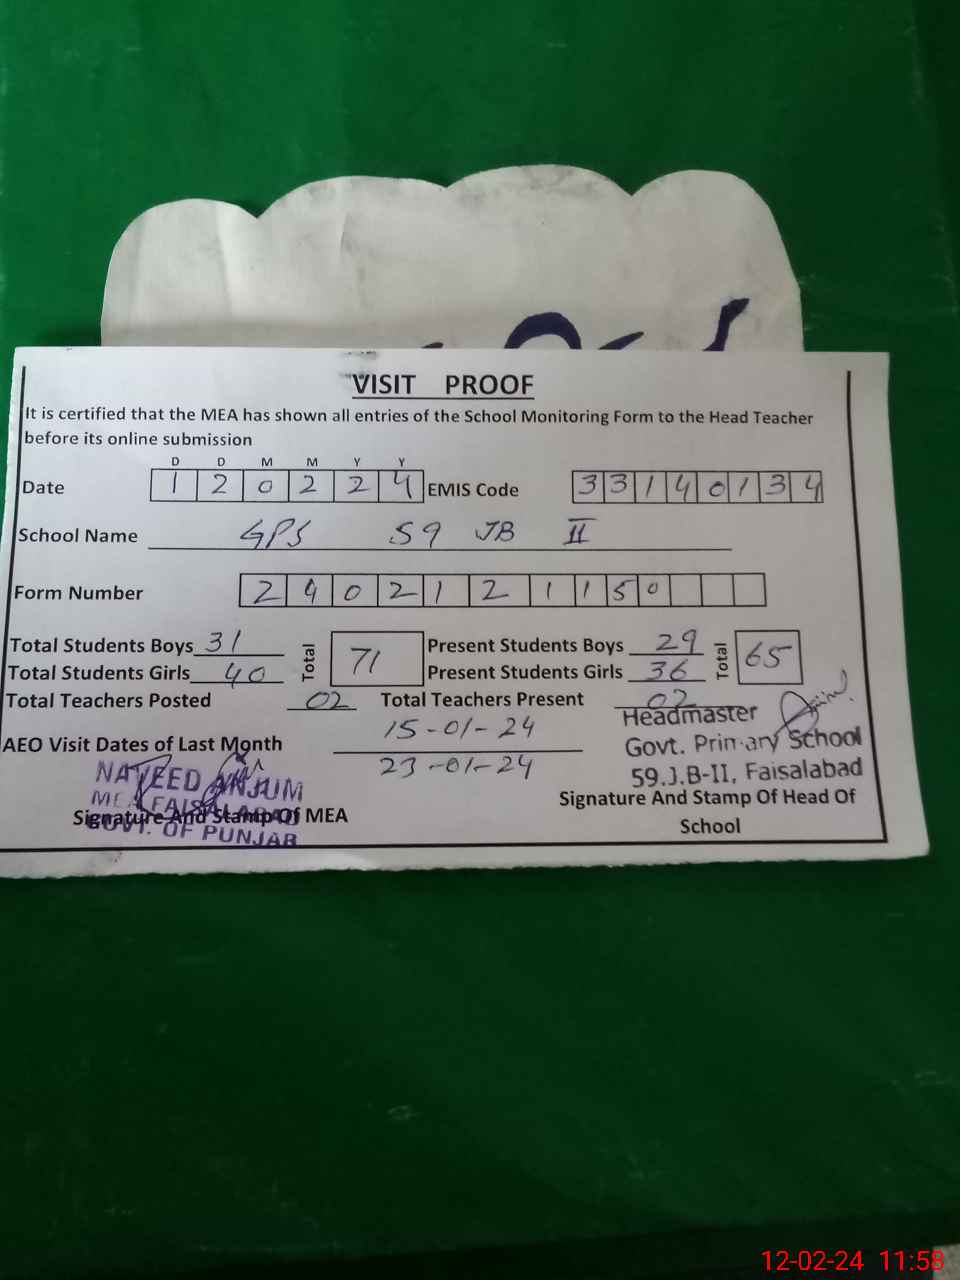 VISIT PROOF
It is certified that the MEA has shown all entries of the School Monitoring Form to the Head Teacher
before its online submission
D D M M Y Y
Date 1 2 0 2 2 4 EMIS Code 3 3 1 4 0 1 3 4
School Name GPS 59 JB II
Form Number 2 4 0 2 1 2 1 1 5 0
Total Students Boys 31 Total 71 Present Students Boys 29 Total 65
Total Students Girls 40 Present Students Girls 36
Total Teachers Posted 02 Total Teachers Present 02
AEO Visit Dates of Last Month 15-01-24
23-01-24
Headmaster
Govt. Primary School
59.J.B-II, Faisalabad
Signature And Stamp Of Head Of
School
NAVEED ANJUM
MEA FAISALABAD
GOVT. OF PUNJAB
Signature And Stamp Of MEA
12-02-24 11:58